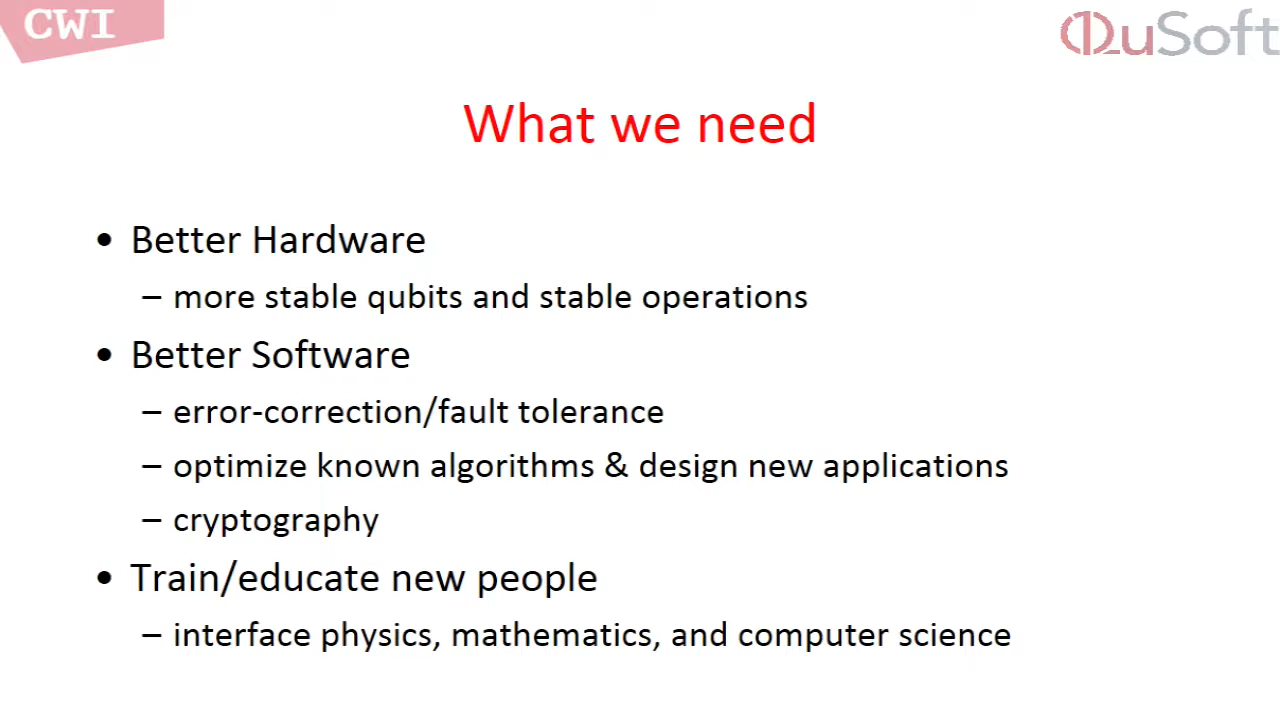 CWI
QuSoft
What we need
• Better Hardware
– more stable qubits and stable operations
• Better Software
– error-correction/fault tolerance
– optimize known algorithms & design new applications
– cryptography
• Train/educate new people
– interface physics, mathematics, and computer science